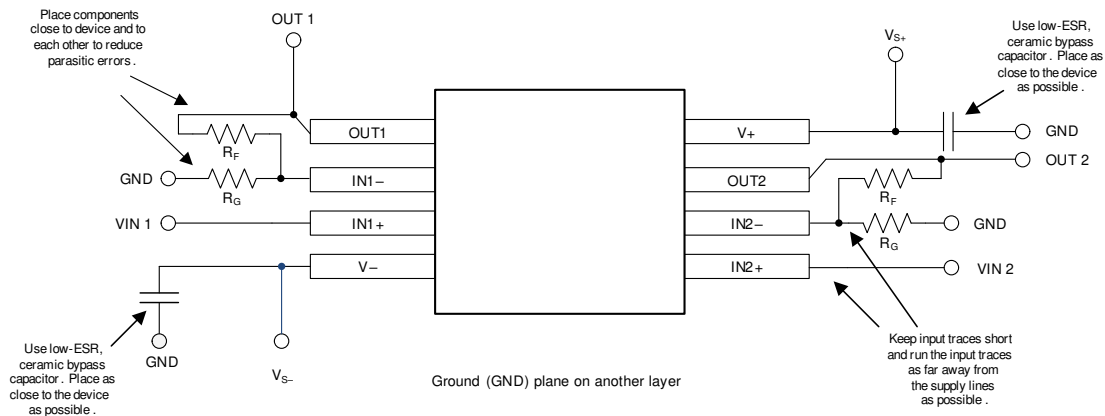 Place components
close to device and to
each other to reduce
parasitic errors .
OUT 1
VS+
Use low-ESR,
ceramic bypass
capacitor . Place as
close to the device
as possible .
OUT1
V+
GND
RF
OUT 2
GND
RG
IN1−
OUT2
RF
VIN 1
IN1+
IN2−
RG
GND
V−
IN2+
VIN 2
Use low-ESR,
ceramic bypass
capacitor . Place as
close to the device
as possible .
GND
VS−
Ground (GND) plane on another layer
Keep input traces short
and run the input traces
as far away from
the supply lines
as possible .